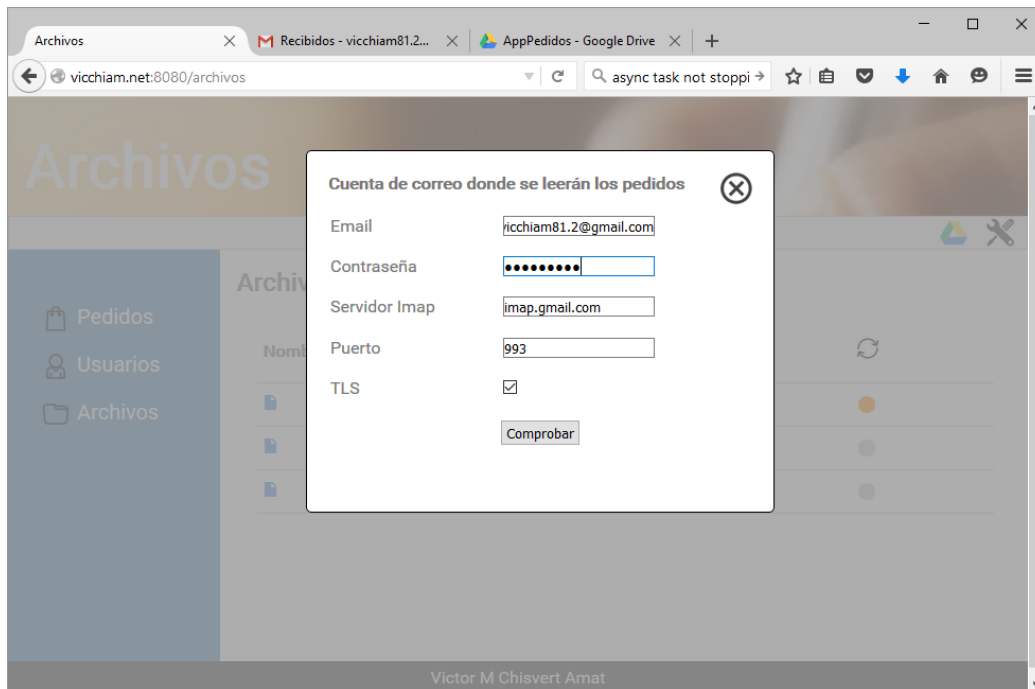 Archivos
Recibidos - vicchiam81.2...
AppPedidos - Google Drive
vicchiam.net:8080/archivos
async task not stoppi
Archivos
Cuenta de correo donde se leerán los pedidos
Email
vicchiam81.2@gmail.com
Contraseña
•••••••••
Servidor Imap
imap.gmail.com
Puerto
993
TLS
Comprobar
Archiv
Pedidos
Usuarios
Archivos
Nomb
Victor M Chisvert Amat